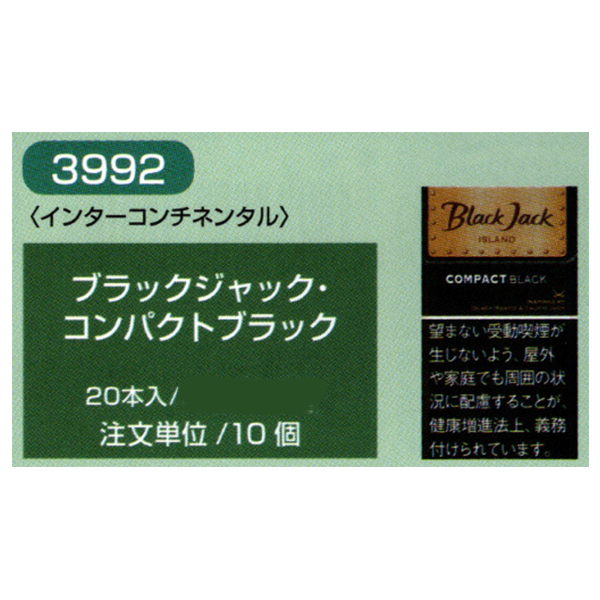 3992
〈インターコンチネンタル〉
ブラックジャック・
コンパクトブラック
20本入/
注文単位/10個
Black Jack
ISLAND
COMPACT BLACK
望まない受動喫煙が
生じないよう、屋外
や家庭でも周囲の状
況に配慮することが、
健康増進法上、義務
付けられています。